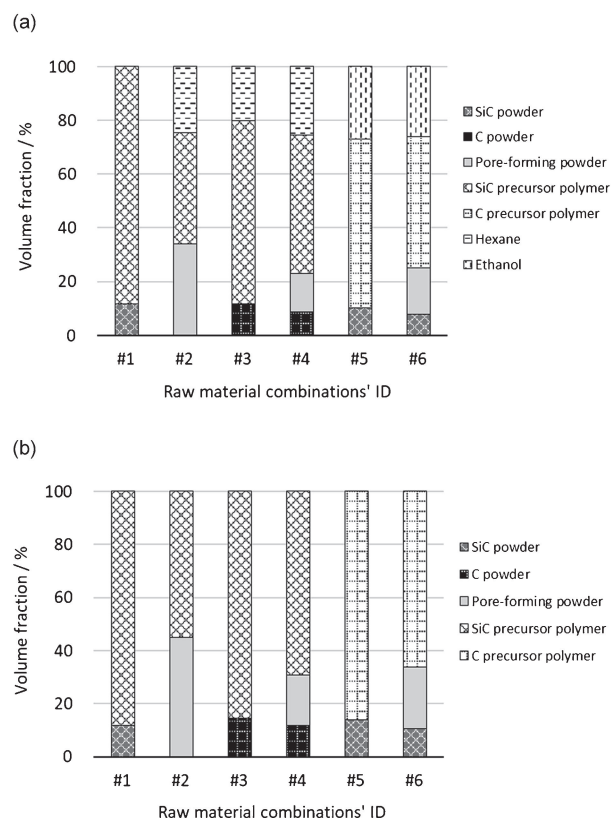 (a)
100
80
60
40
20
0
Volume fraction / %
#1 #2 #3 #4 #5 #6
Raw material combinations' ID
SiC powder
C powder
Pore-forming powder
SiC precursor polymer
C precursor polymer
Hexane
Ethanol
(b)
100
80
60
40
20
0
Volume fraction / %
#1 #2 #3 #4 #5 #6
Raw material combinations' ID
SiC powder
C powder
Pore-forming powder
SiC precursor polymer
C precursor polymer